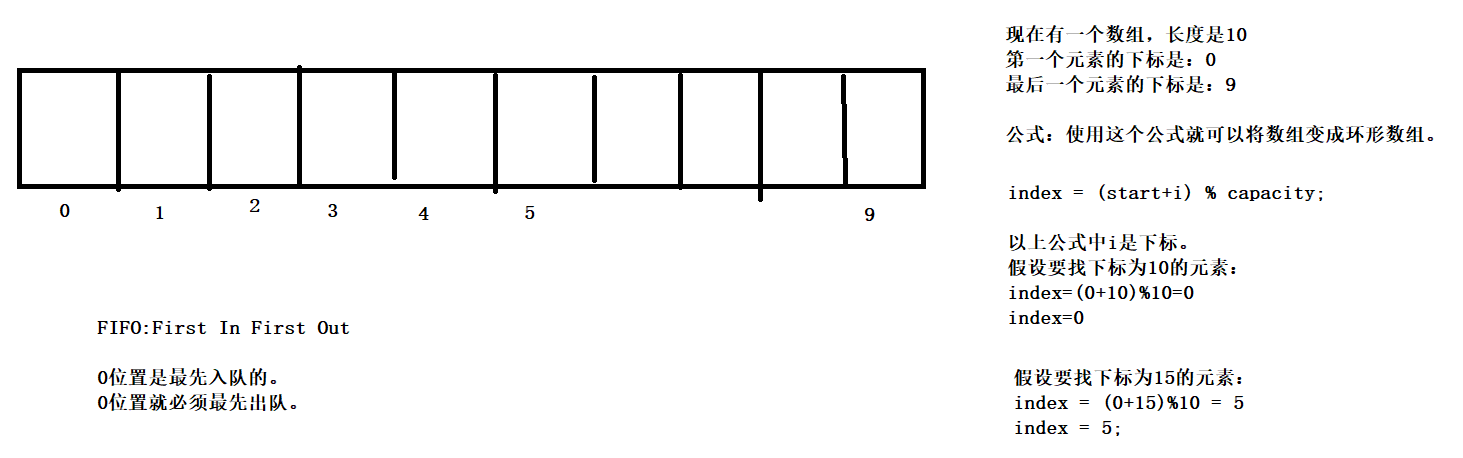 0 1 2 3 4 5 9
FIFO:First In First Out
0位置是最先入队的。
0位置就必须最先出队。
现在有一个数组，长度是10
第一个元素的下标是：0
最后一个元素的下标是：9
公式：使用这个公式就可以将数组变成环形数组。
index = (start+i) % capacity;
以上公式中i是下标。
假设要找下标为10的元素：
index=(0+10)%10=0
index=0
假设要找下标为15的元素：
index = (0+15)%10 = 5
index = 5;